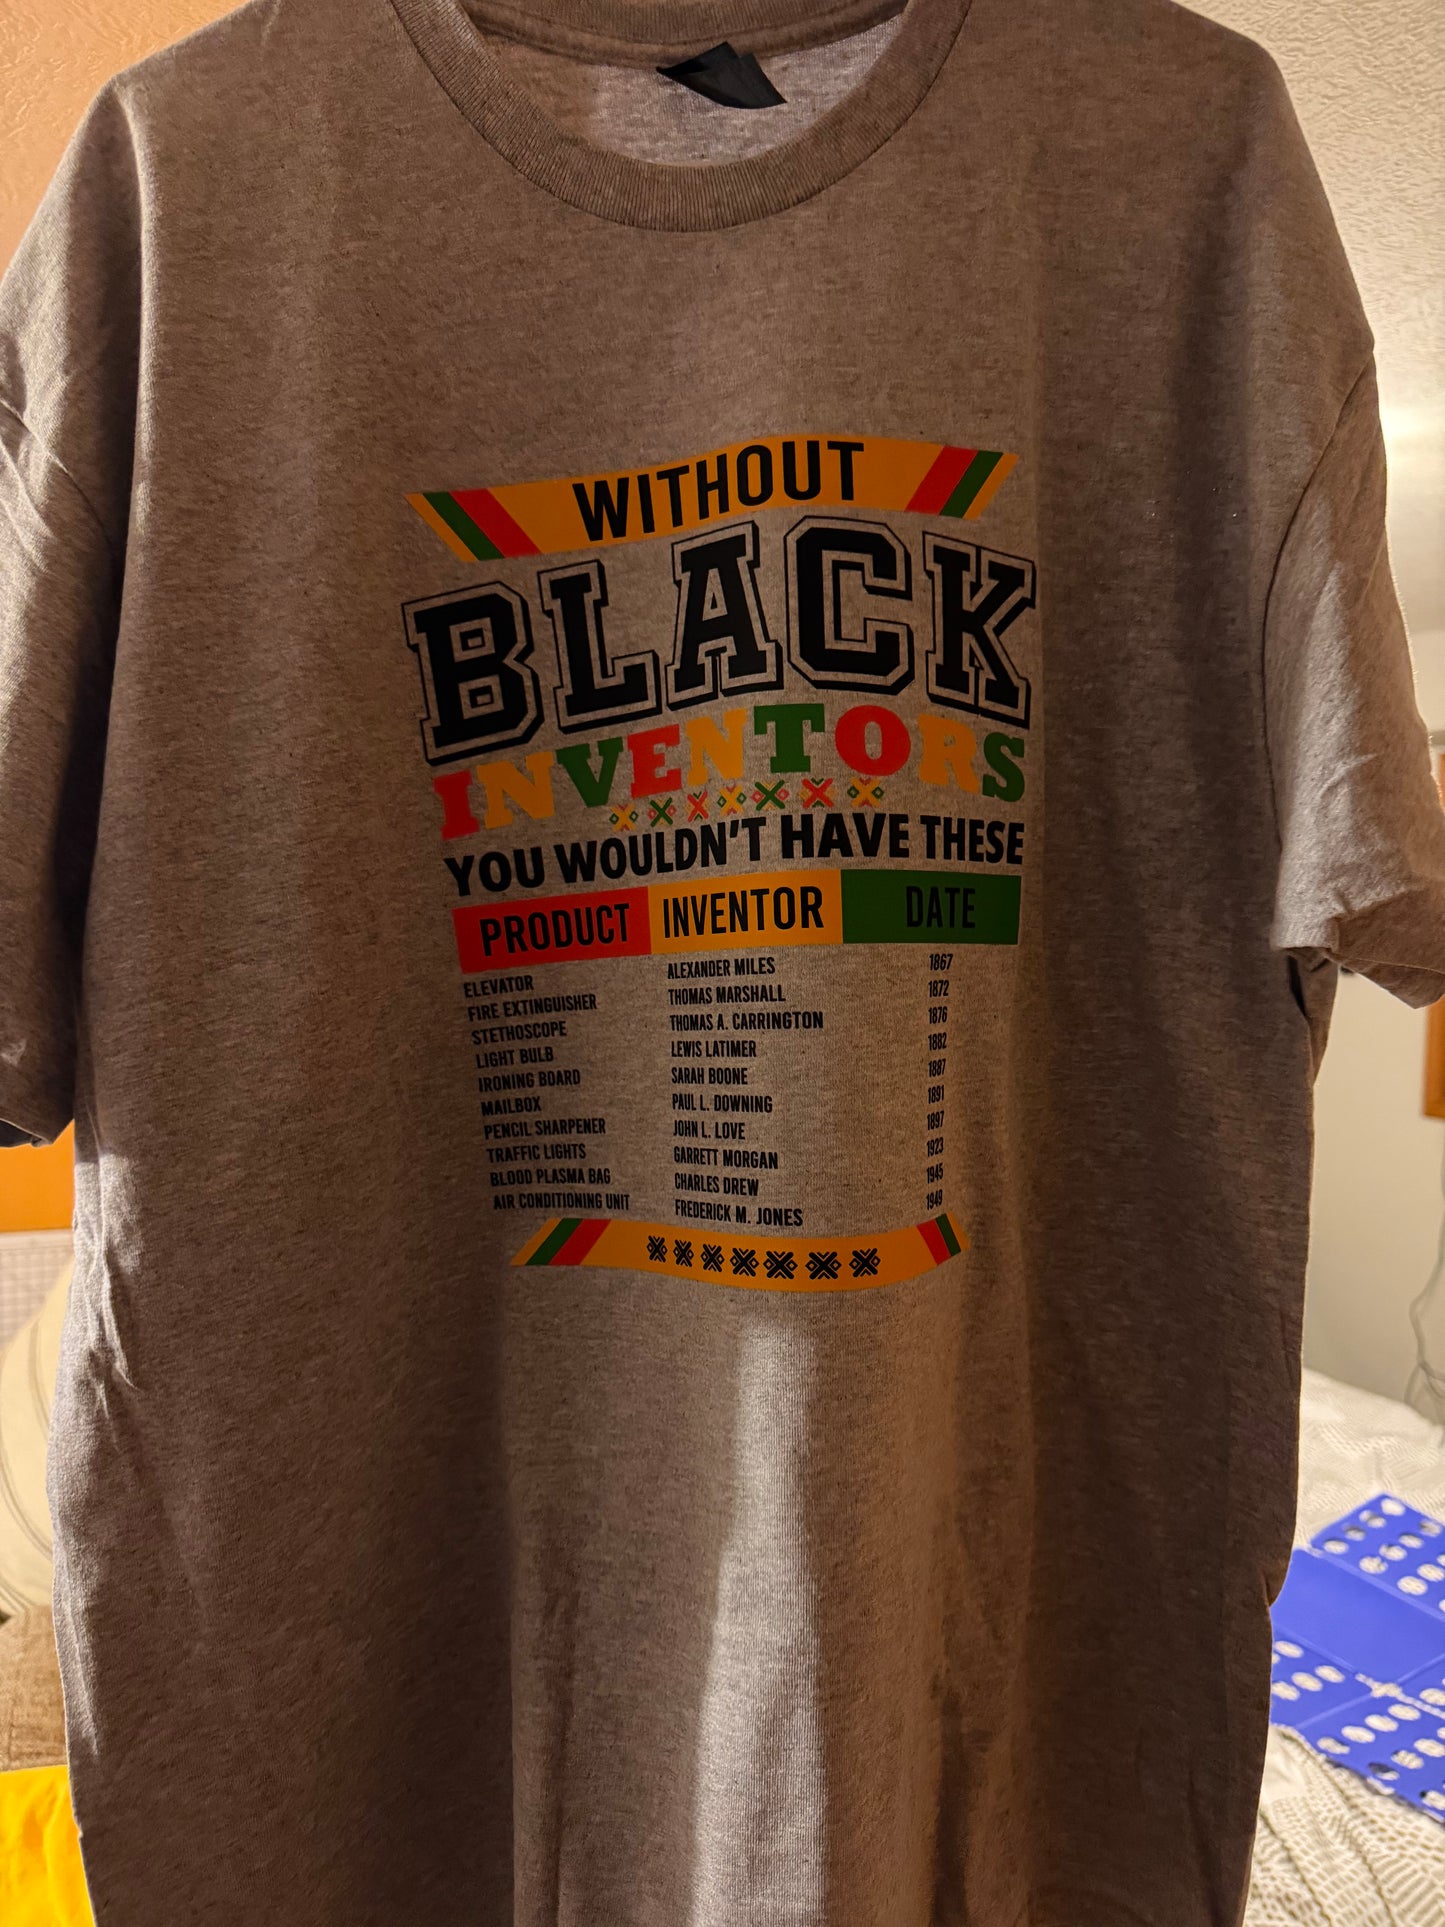 WITHOUT
BLACK
INVENTORS
YOU WOULDN'T HAVE THESE
PRODUCT INVENTOR DATE
ELEVATOR ALEXANDER MILES 1867
FIRE EXTINGUISHER THOMAS MARSHALL 1872
STETHOSCOPE THOMAS A. CARRINGTON 1876
LIGHT BULB LEWIS LATIMER 1882
IRONING BOARD SARAH BOONE 1887
MAILBOX PAUL L. DOWNING 1891
PENCIL SHARPENER JOHN L. LOVE 1897
TRAFFIC LIGHTS GARRETT MORGAN 1923
BLOOD PLASMA BAG CHARLES DREW 1945
AIR CONDITIONING UNIT FREDERICK M. JONES 1949